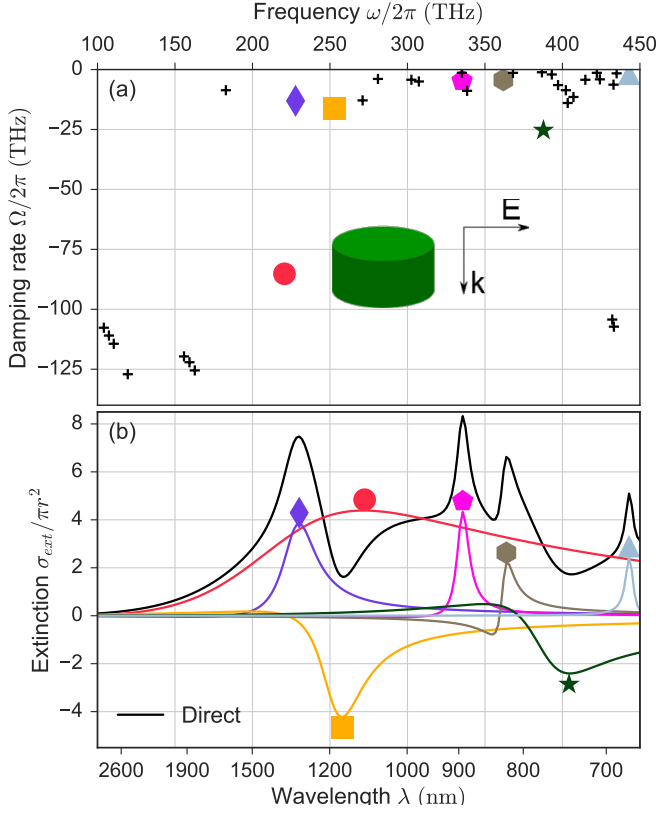 Frequency ω/2π (THz)
100 150 200 250 300 350 400 450
(a)
Damping rate Ω/2π (THz)
0
−25
−50
−75
−100
−125
E
k
(b)
Extinction σ_ext/πr²
8
6
4
2
0
−2
−4
Direct
2600 1900 1500 1200 1000 900 800 700
Wavelength λ (nm)